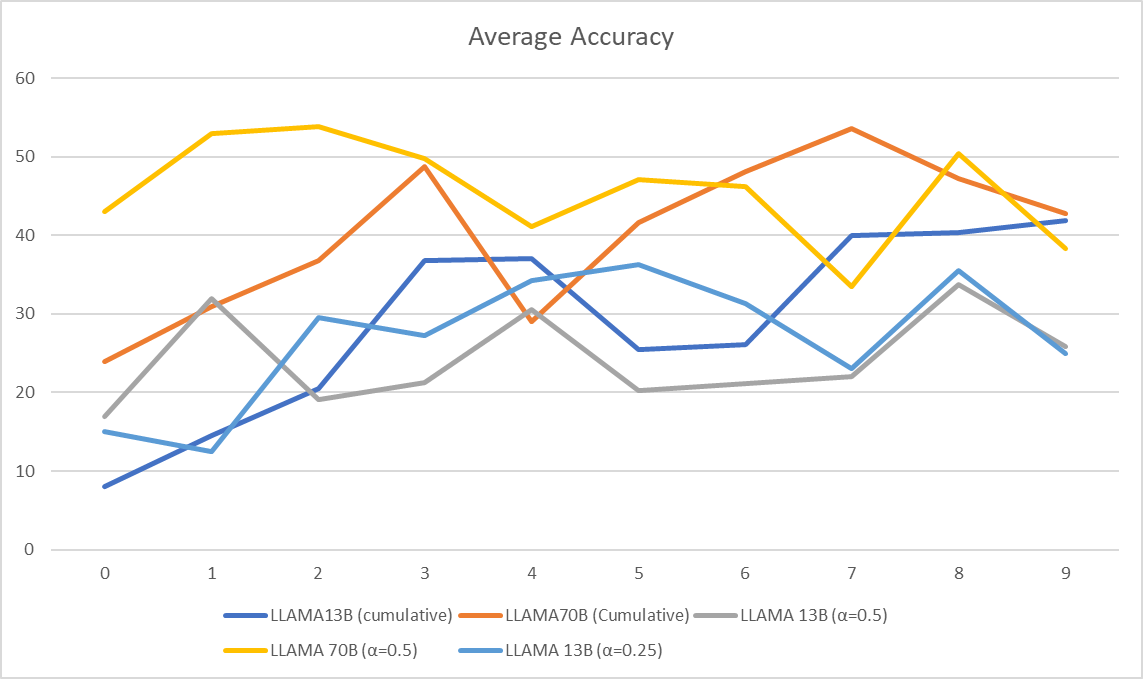 Average Accuracy
60
50
40
30
20
10
0
0 1 2 3 4 5 6 7 8 9
LLAMA13B (cumulative) LLAMA70B (Cumulative) LLAMA 13B (α=0.5)
LLAMA 70B (α=0.5) LLAMA 13B (α=0.25)